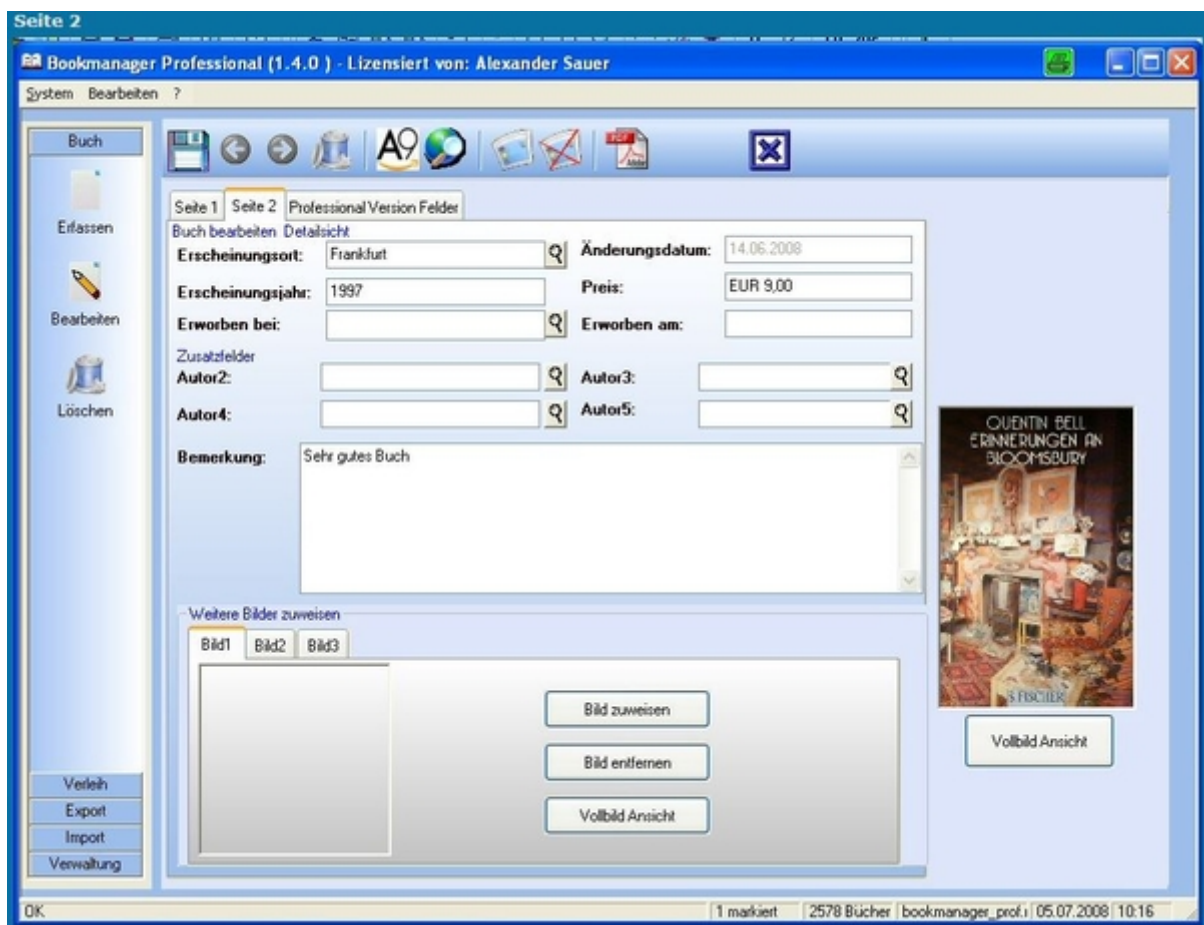 Seite 2
Bookmanager Professional (1.4.0 ) - Lizensiert von: Alexander Sauer
System Bearbeiten ?
Buch
Erfassen
Bearbeiten
Löschen
Verleih
Export
Import
Verwaltung
A9
PDF
Adobe
Seite 1 Seite 2 Professional Version Felder
Buch bearbeiten Detailsicht
Erscheinungsort: Frankfurt Änderungsdatum: 14.06.2008
Erscheinungsjahr: 1997 Preis: EUR 9,00
Erworben bei: Erworben am:
Zusatzfelder
Autor2: Autor3:
Autor4: Autor5:
Bemerkung: Sehr gutes Buch
QUENTIN BELL
ERINNERUNGEN AN
BLOOMSBURY
S. FISCHER
Vollbild Ansicht
Weitere Bilder zuweisen
Bild1 Bild2 Bild3
Bild zuweisen
Bild entfernen
Vollbild Ansicht
OK 1 markiert 2578 Bücher bookmanager_prof. 05.07.2008 10:16